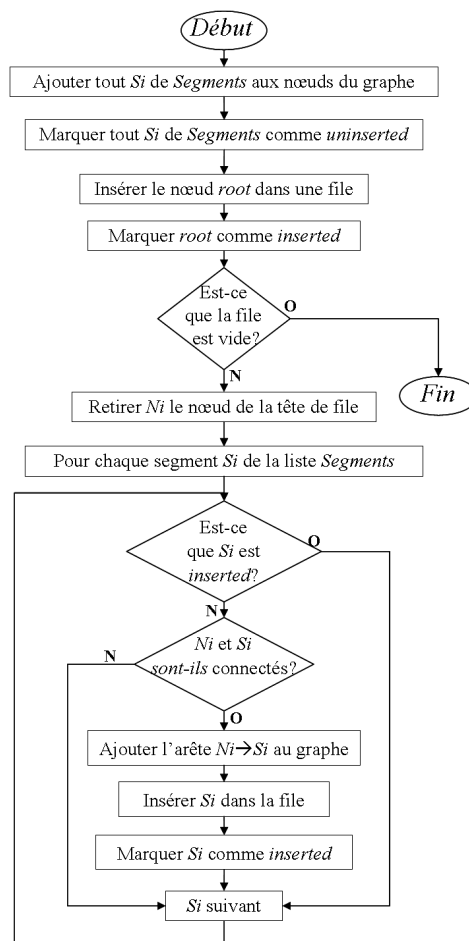 Début
Ajouter tout Si de Segments aux nœuds du graphe
Marquer tout Si de Segments comme uninserted
Insérer le nœud root dans une file
Marquer root comme inserted
Est-ce
que la file
est vide?
O
N
Fin
Retirer Ni le nœud de la tête de file
Pour chaque segment Si de la liste Segments
Est-ce
que Si est
inserted?
O
N
Ni et Si
sont-ils connectés?
N
O
Ajouter l'arête Ni→Si au graphe
Insérer Si dans la file
Marquer Si comme inserted
Si suivant